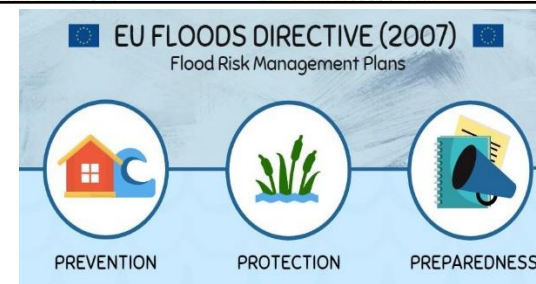 EU FLOODS DIRECTIVE (2007)
Flood Risk Management Plans
PREVENTION PROTECTION PREPAREDNESS